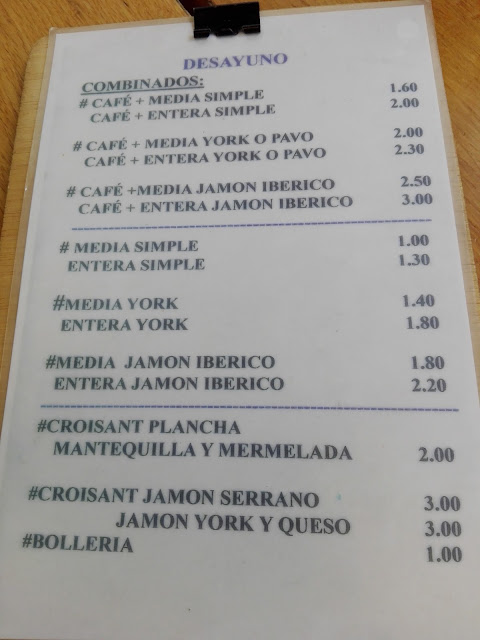 DESAYUNO
COMBINADOS:
# CAFÉ + MEDIA SIMPLE 1.60
CAFÉ + ENTERA SIMPLE 2.00
# CAFÉ + MEDIA YORK O PAVO 2.00
CAFÉ + ENTERA YORK O PAVO 2.30
# CAFÉ +MEDIA JAMON IBERICO 2.50
CAFÉ + ENTERA JAMON IBERICO 3.00
# MEDIA SIMPLE 1.00
ENTERA SIMPLE 1.30
#MEDIA YORK 1.40
ENTERA YORK 1.80
#MEDIA JAMON IBERICO 1.80
ENTERA JAMON IBERICO 2.20
#CROISANT PLANCHA
MANTEQUILLA Y MERMELADA 2.00
#CROISANT JAMON SERRANO 3.00
JAMON YORK Y QUESO 3.00
#BOLLERIA 1.00